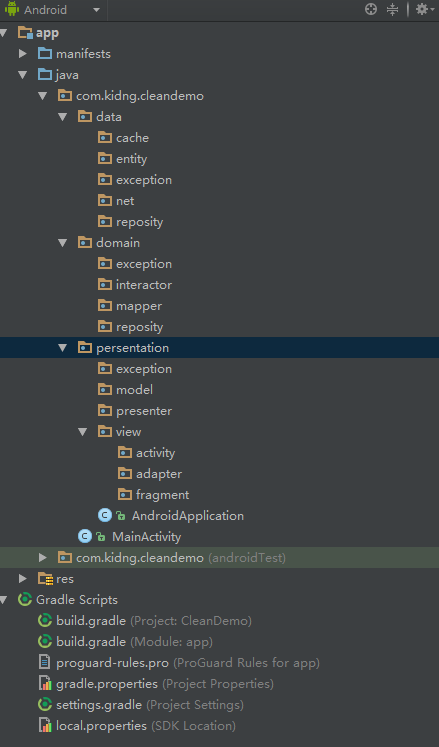 Android
app
manifests
java
com.kidng.cleandemo
data
cache
entity
exception
net
reposity
domain
exception
interactor
mapper
reposity
persentation
exception
model
presenter
view
activity
adapter
fragment
AndroidApplication
MainActivity
com.kidng.cleandemo (androidTest)
res
Gradle Scripts
build.gradle (Project: CleanDemo)
build.gradle (Module: app)
proguard-rules.pro (ProGuard Rules for app)
gradle.properties (Project Properties)
settings.gradle (Project Settings)
local.properties (SDK Location)